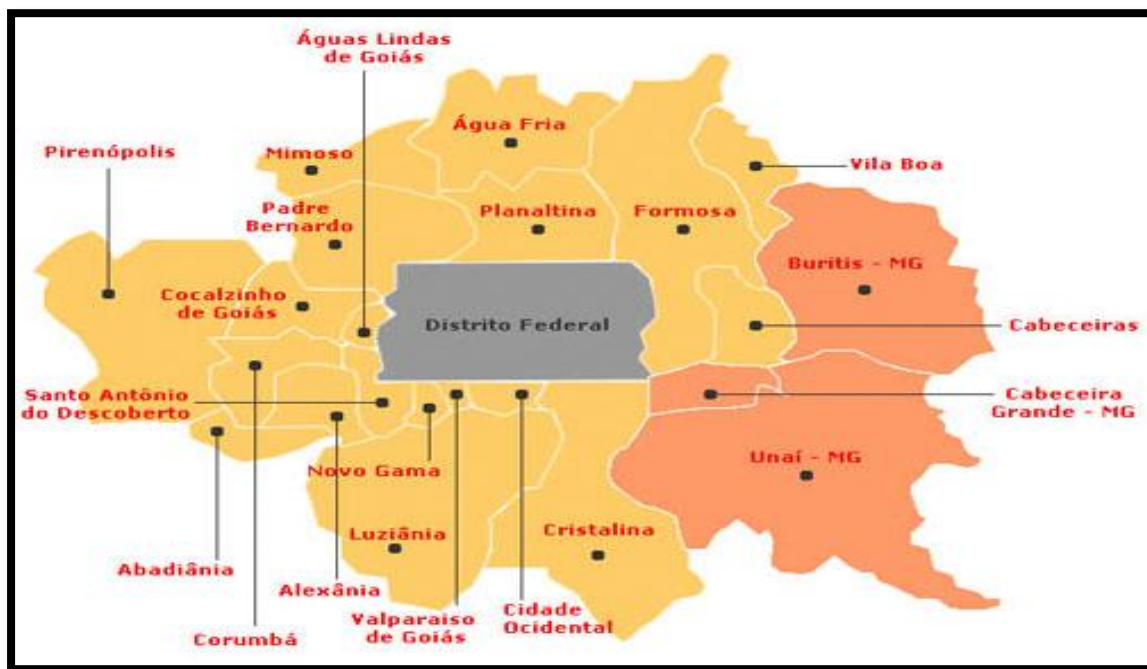 Águas Lindas
de Goiás
Água Fria
Pirenópolis
Mimoso
Vila Boa
Padre
Bernardo
Planaltina
Formosa
Buritis - MG
Cocalzinho
de Goiás
Distrito Federal
Cabeceiras
Santo Antônio
do Descoberto
Cabeceira
Grande - MG
Novo Gama
Unaí - MG
Luziânia
Cristalina
Abadiânia
Alexânia
Valparaiso
de Goiás
Cidade
Ocidental
Corumbá